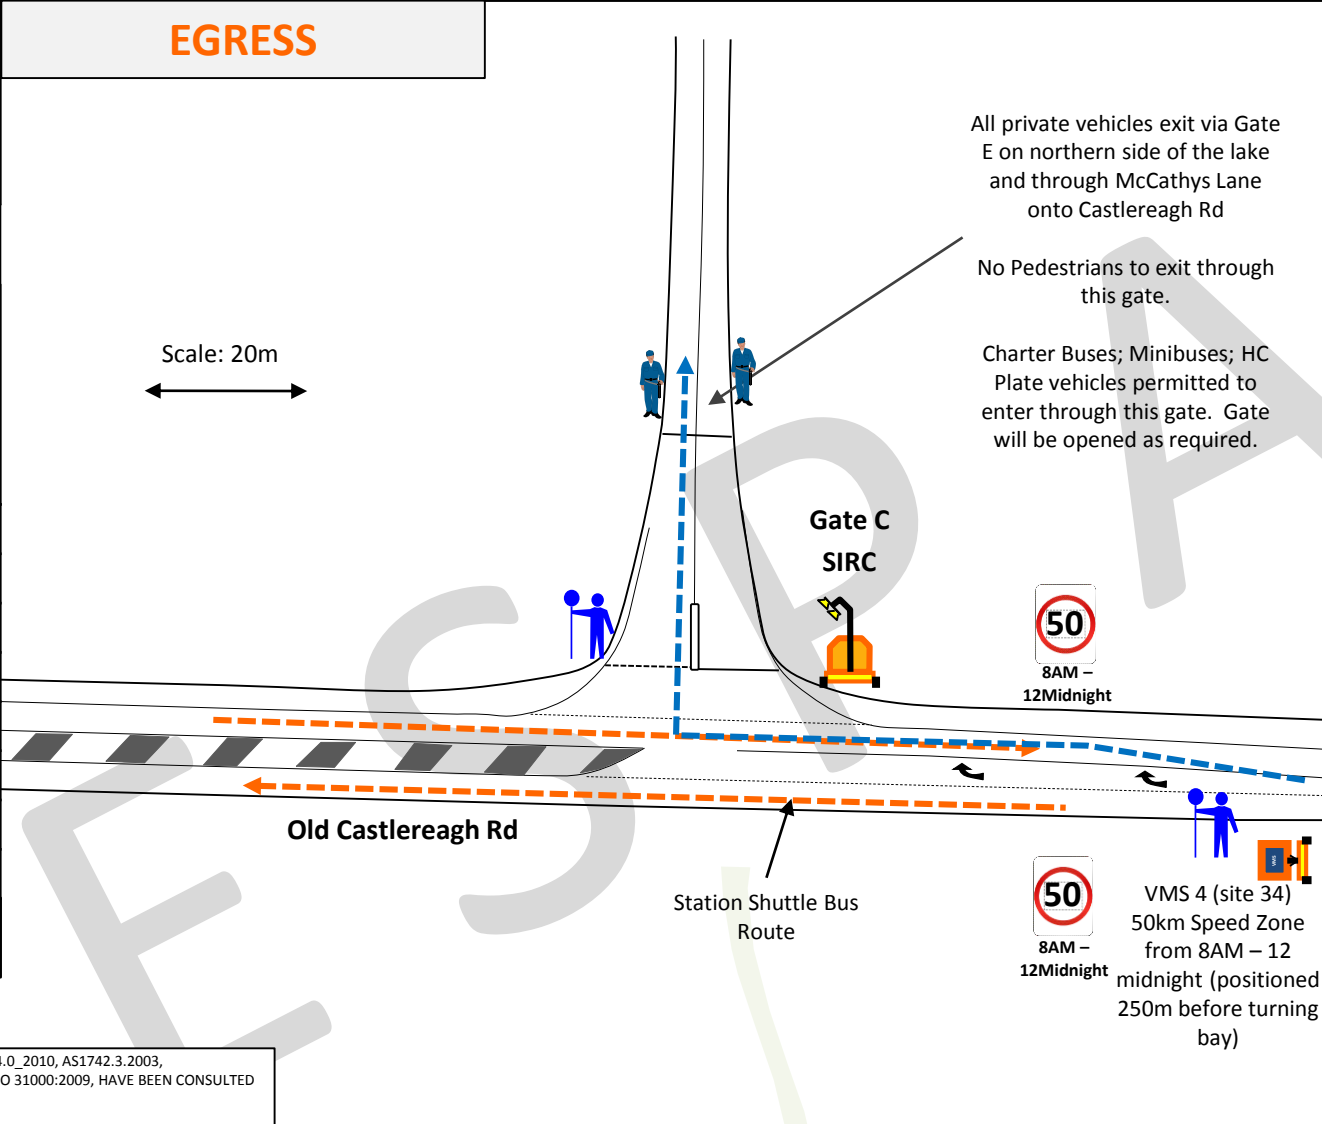 EGRESS
All private vehicles exit via Gate
E on northern side of the lake
and through McCathys Lane
onto Castlereagh Rd
No Pedestrians to exit through
this gate.
Charter Buses; Minibuses; HC
Plate vehicles permitted to
enter through this gate.  Gate
will be opened as required.
Scale: 20m
Gate C
SIRC
50
8AM –
12Midnight
Old Castlereagh Rd
Station Shuttle Bus
Route
50
8AM –
12Midnight
VMS
VMS 4 (site 34)
50km Speed Zone
from 8AM – 12
midnight (positioned
250m before turning
bay)
.0_2010, AS1742.3.2003,
O 31000:2009, HAVE BEEN CONSULTED
E S P A